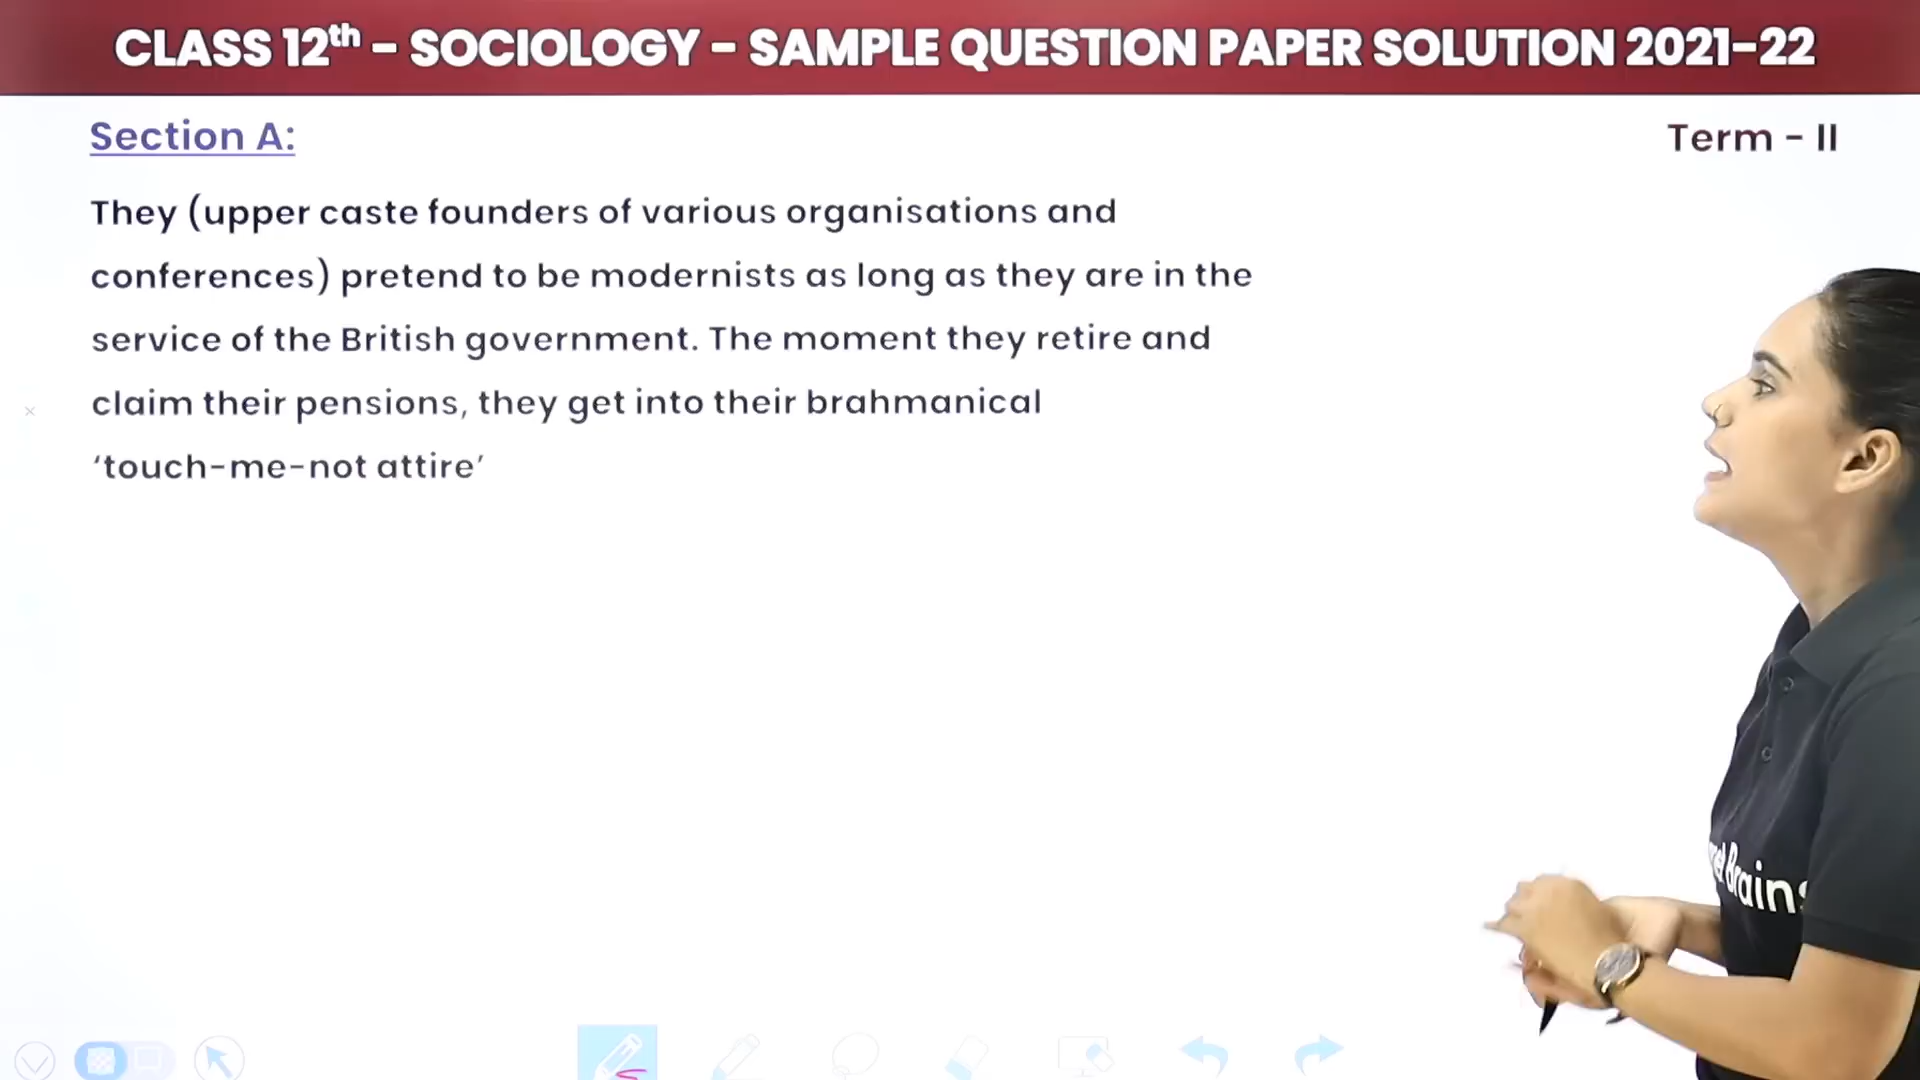 CLASS 12th – SOCIOLOGY – SAMPLE QUESTION PAPER SOLUTION 2021–22
Section A:
Term – II
They (upper caste founders of various organisations and
conferences) pretend to be modernists as long as they are in the
service of the British government. The moment they retire and
claim their pensions, they get into their brahmanical
‘touch-me-not attire’
Brains